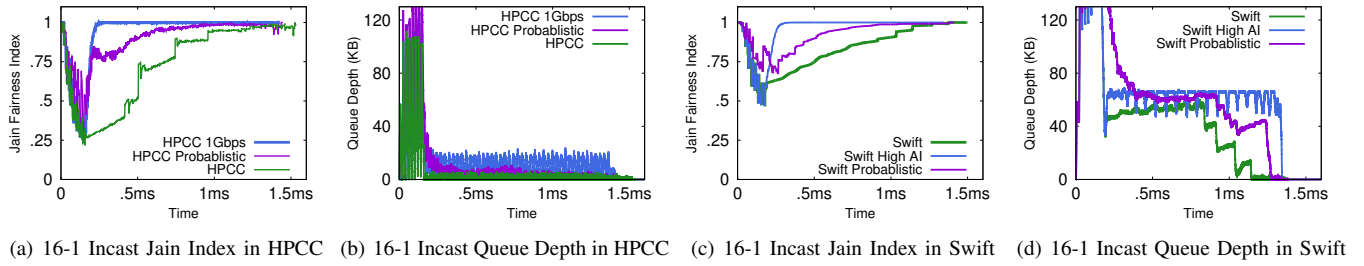 Jain Fairness Index
1
.75
.5
.25
0
0
.5ms
1ms
1.5ms
Time
HPCC 1Gbps
HPCC Probablistic
HPCC
(a) 16-1 Incast Jain Index in HPCC
Queue Depth (KB)
120
80
40
0
0
.5ms
1ms
1.5ms
Time
HPCC 1Gbps
HPCC Probablistic
HPCC
(b) 16-1 Incast Queue Depth in HPCC
Jain Fairness Index
1
.75
.5
.25
0
0
.5ms
1ms
1.5ms
Time
Swift
Swift High AI
Swift Probablistic
(c) 16-1 Incast Jain Index in Swift
Queue Depth (KB)
120
80
40
0
0
.5ms
1ms
1.5ms
Time
Swift
Swift High AI
Swift Probablistic
(d) 16-1 Incast Queue Depth in Swift